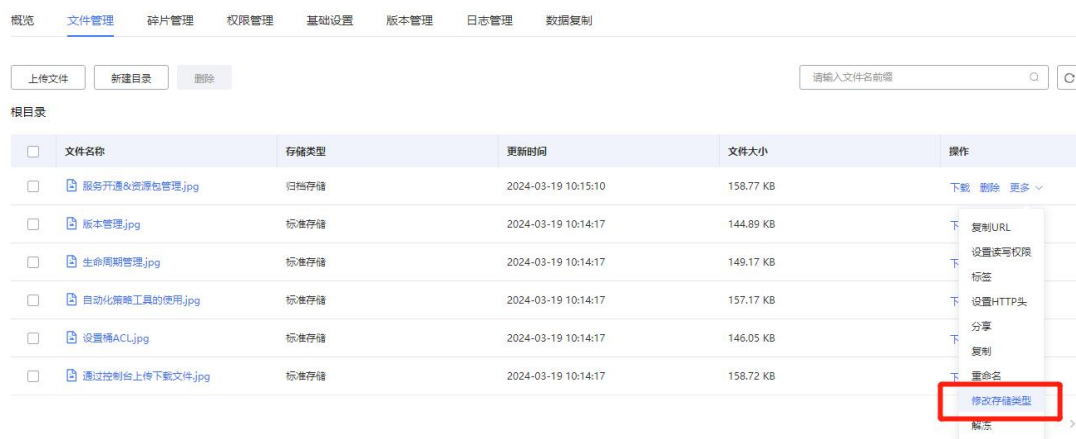 概览 文件管理 碎片管理 权限管理 基础设置 版本管理 日志管理 数据复制
上传文件 新建目录 删除 请输入文件名前缀
根目录
文件名称 存储类型 更新时间 文件大小 操作
服务开通&资源包管理.jpg 归档存储 2024-03-19 10:15:10 158.77 KB 下载 删除 更多
版本管理.jpg 标准存储 2024-03-19 10:14:17 144.89 KB 下
复制URL
设置读写权限
生命周期管理.jpg 标准存储 2024-03-19 10:14:17 149.17 KB 下
标签
自动化策略工具的使用.jpg 标准存储 2024-03-19 10:14:17 157.17 KB 下
设置HTTP头
分享
设置桶ACL.jpg 标准存储 2024-03-19 10:14:17 146.05 KB 下
复制
通过控制台上传下载文件.jpg 标准存储 2024-03-19 10:14:17 158.72 KB 下
重命名
修改存储类型
解冻